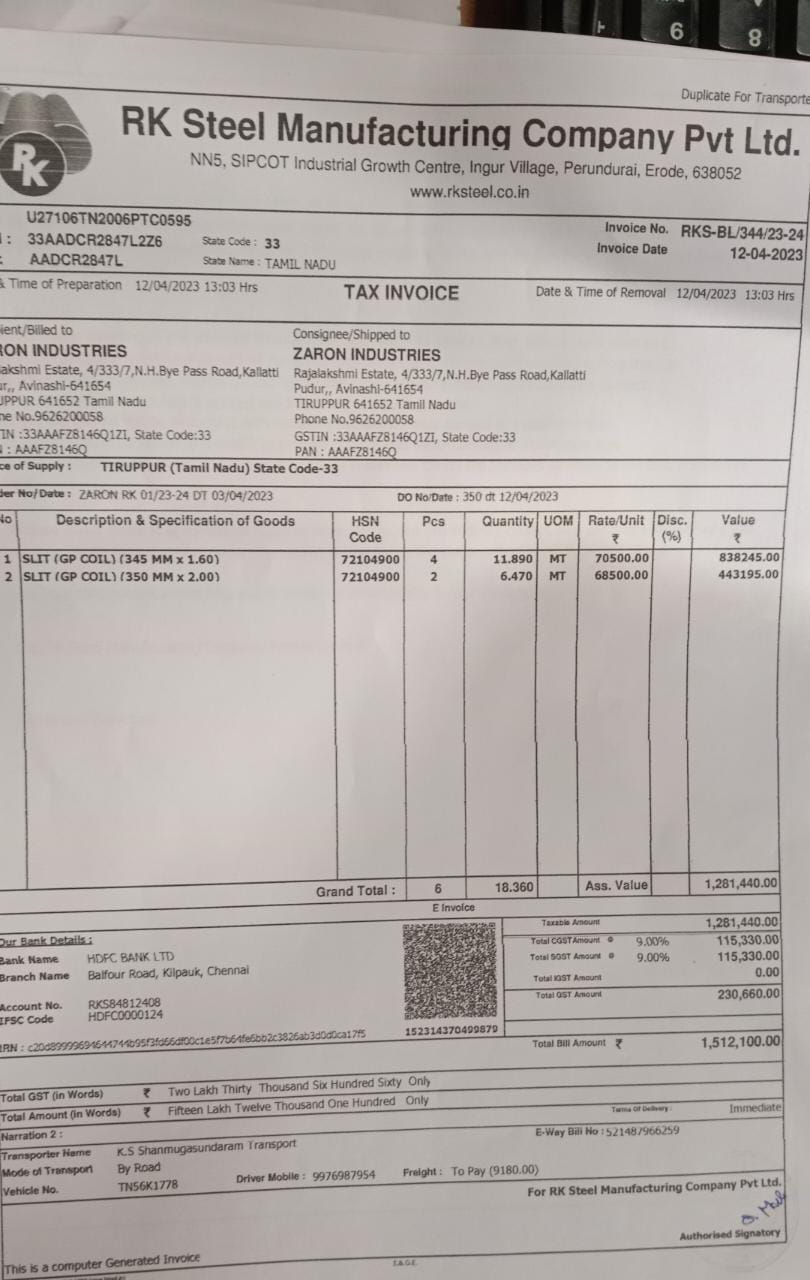 9
8
Duplicate For Transporte
RK
RK Steel Manufacturing Company Pvt Ltd.
NN5, SIPCOT Industrial Growth Centre, Ingur Village, Perundurai, Erode, 638052
www.rksteel.co.in
U27106TN2006PTC0595
: 33AADCR2847L2Z6 State Code : 33
: AADCR2847L State Name : TAMIL NADU
Invoice No. RKS-BL/344/23-24
Invoice Date 12-04-2023
& Time of Preparation 12/04/2023 13:03 Hrs TAX INVOICE Date & Time of Removal 12/04/2023 13:03 Hrs
ient/Billed to
RON INDUSTRIES
lakshmi Estate, 4/333/7,N.H.Bye Pass Road,Kallatti
ur,, Avinashi-641654
UPPUR 641652 Tamil Nadu
ne No.9626200058
TIN :33AAAFZ8146Q1ZI, State Code:33
: AAAFZ8146Q
Consignee/Shipped to
ZARON INDUSTRIES
Rajalakshmi Estate, 4/333/7,N.H.Bye Pass Road,Kallatti
Pudur,, Avinashi-641654
TIRUPPUR 641652 Tamil Nadu
Phone No.9626200058
GSTIN :33AAAFZ8146Q1ZI, State Code:33
PAN : AAAFZ8146Q
ce of Supply : TIRUPPUR (Tamil Nadu) State Code-33
der No/Date : ZARON RK 01/23-24 DT 03/04/2023 DO No/Date : 350 dt 12/04/2023
No Description & Specification of Goods HSN Code Pcs Quantity UOM Rate/Unit ₹ Disc. (%) Value ₹
1 SLIT (GP COIL) (345 MM x 1.60) 72104900 4 11.890 MT 70500.00 838245.00
2 SLIT (GP COIL) (350 MM x 2.00) 72104900 2 6.470 MT 68500.00 443195.00
Grand Total : 6 18.360 Ass. Value 1,281,440.00
E Invoice
Our Bank Details :
Bank Name HDFC BANK LTD
Branch Name Balfour Road, Kilpauk, Chennai
Account No. RKS84812408
IFSC Code HDFC0000124
152314370499879
Taxable Amount 1,281,440.00
Total CGST Amount @ 9.00% 115,330.00
Total SGST Amount @ 9.00% 115,330.00
Total IGST Amount 0.00
Total GST Amount 230,660.00
Total Bill Amount ₹ 1,512,100.00
Total GST (in Words) ₹ Two Lakh Thirty Thousand Six Hundred Sixty Only
Total Amount (in Words) ₹ Fifteen Lakh Twelve Thousand One Hundred Only
Terms Of Delivery : Immediate
Narration 2 :
E-Way Bill No : 521487966259
Transporter Name K.S Shanmugasundaram Transport
Mode of Transport By Road
Vehicle No. TN56K1778 Driver Mobile : 9976987954 Freight : To Pay (9180.00)
For RK Steel Manufacturing Company Pvt Ltd.
Authorised Signatory
This is a computer Generated Invoice